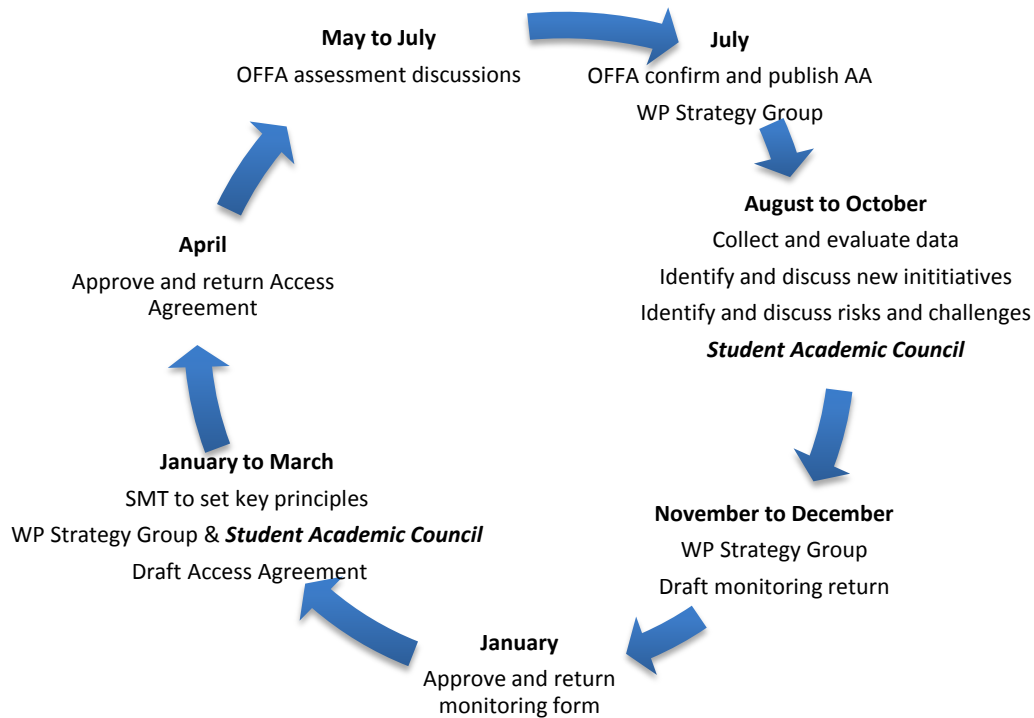 May to July
OFFA assessment discussions
July
OFFA confirm and publish AA
WP Strategy Group
August to October
Collect and evaluate data
Identify and discuss new inititiatives
Identify and discuss risks and challenges
Student Academic Council
November to December
WP Strategy Group
Draft monitoring return
January
Approve and return
monitoring form
January to March
SMT to set key principles
WP Strategy Group & Student Academic Council
Draft Access Agreement
April
Approve and return Access
Agreement